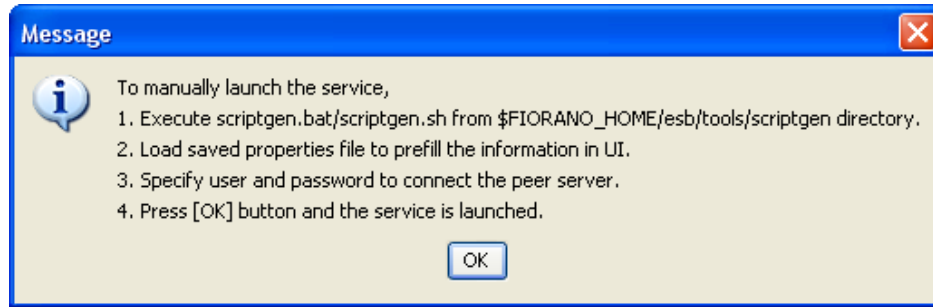 Message
To manually launch the service,
1. Execute scriptgen.bat/scriptgen.sh from $FIORANO_HOME/esb/tools/scriptgen directory.
2. Load saved properties file to prefill the information in UI.
3. Specify user and password to connect the peer server.
4. Press [OK] button and the service is launched.
OK